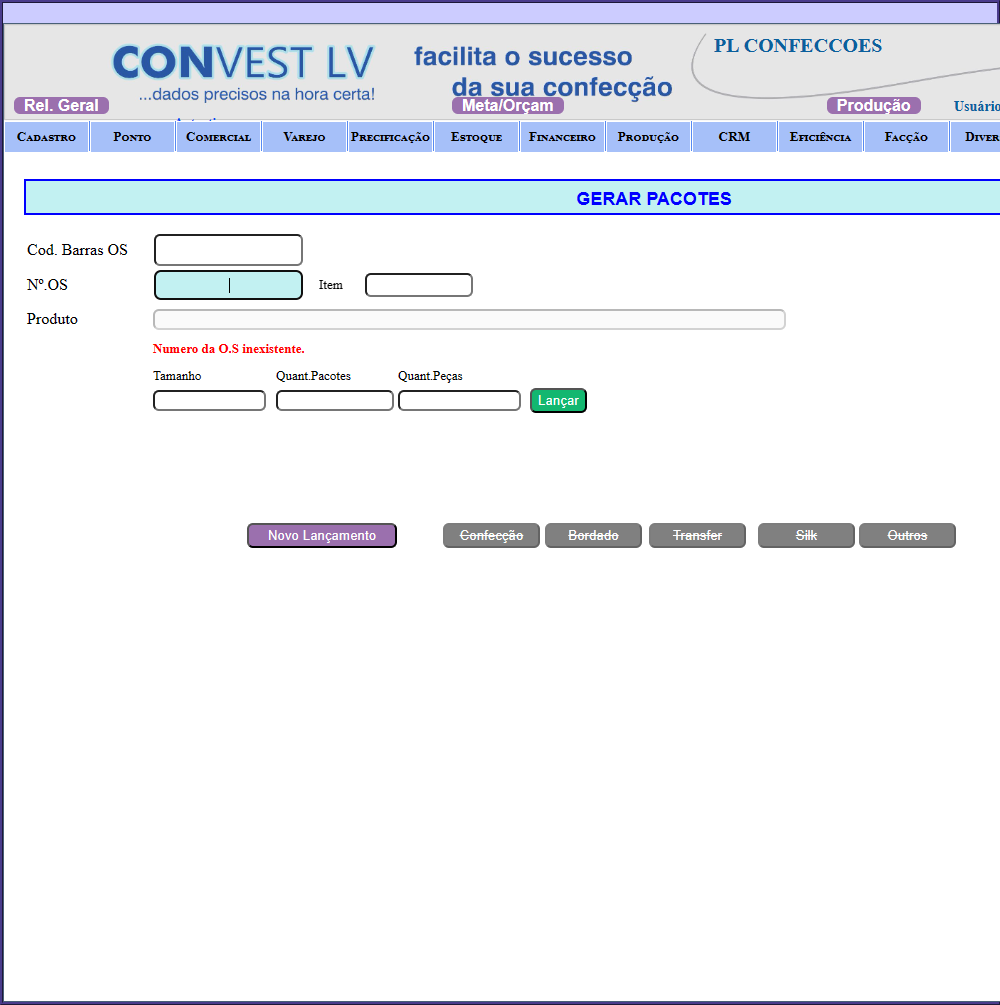 CONVEST LV
...dados precisos na hora certa!
facilita o sucesso
da sua confecção
PL CONFECCOES
Rel. Geral
Meta/Orçam
Produção
Usuário
Cadastro Ponto Comercial Varejo Precificação Estoque Financeiro Produção CRM Eficiência Facção Diver
GERAR PACOTES
Cod. Barras OS
Nº.OS Item
Produto
Numero da O.S inexistente.
Tamanho Quant.Pacotes Quant.Peças
Lançar
Novo Lançamento Confecção Bordado Transfer Silk Outros